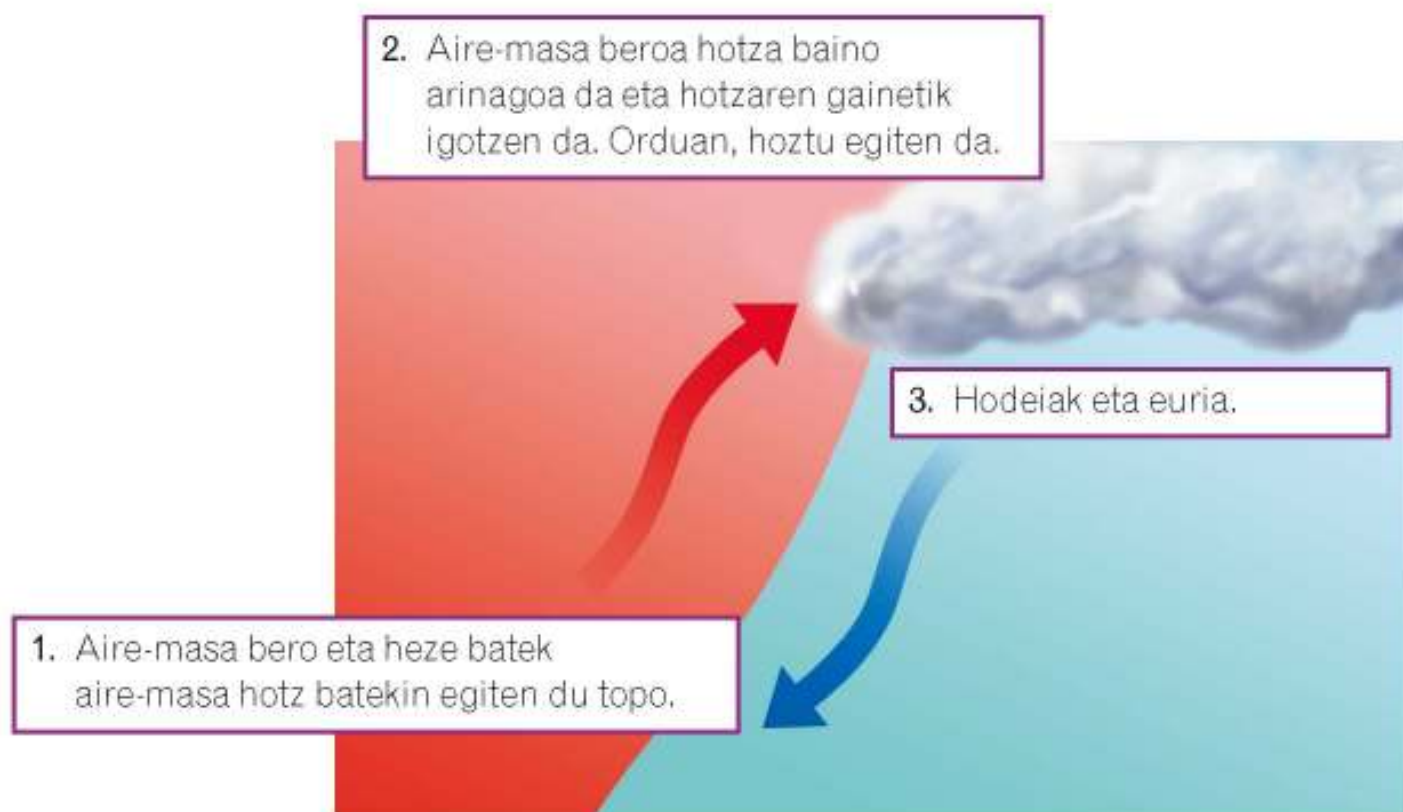 2. Aire-masa beroa hotza baino
arinagoa da eta hotzaren gainetik
igotzen da. Orduan, hoztu egiten da.
3. Hodeiak eta euria.
1. Aire-masa bero eta heze batek
aire-masa hotz batekin egiten du topo.